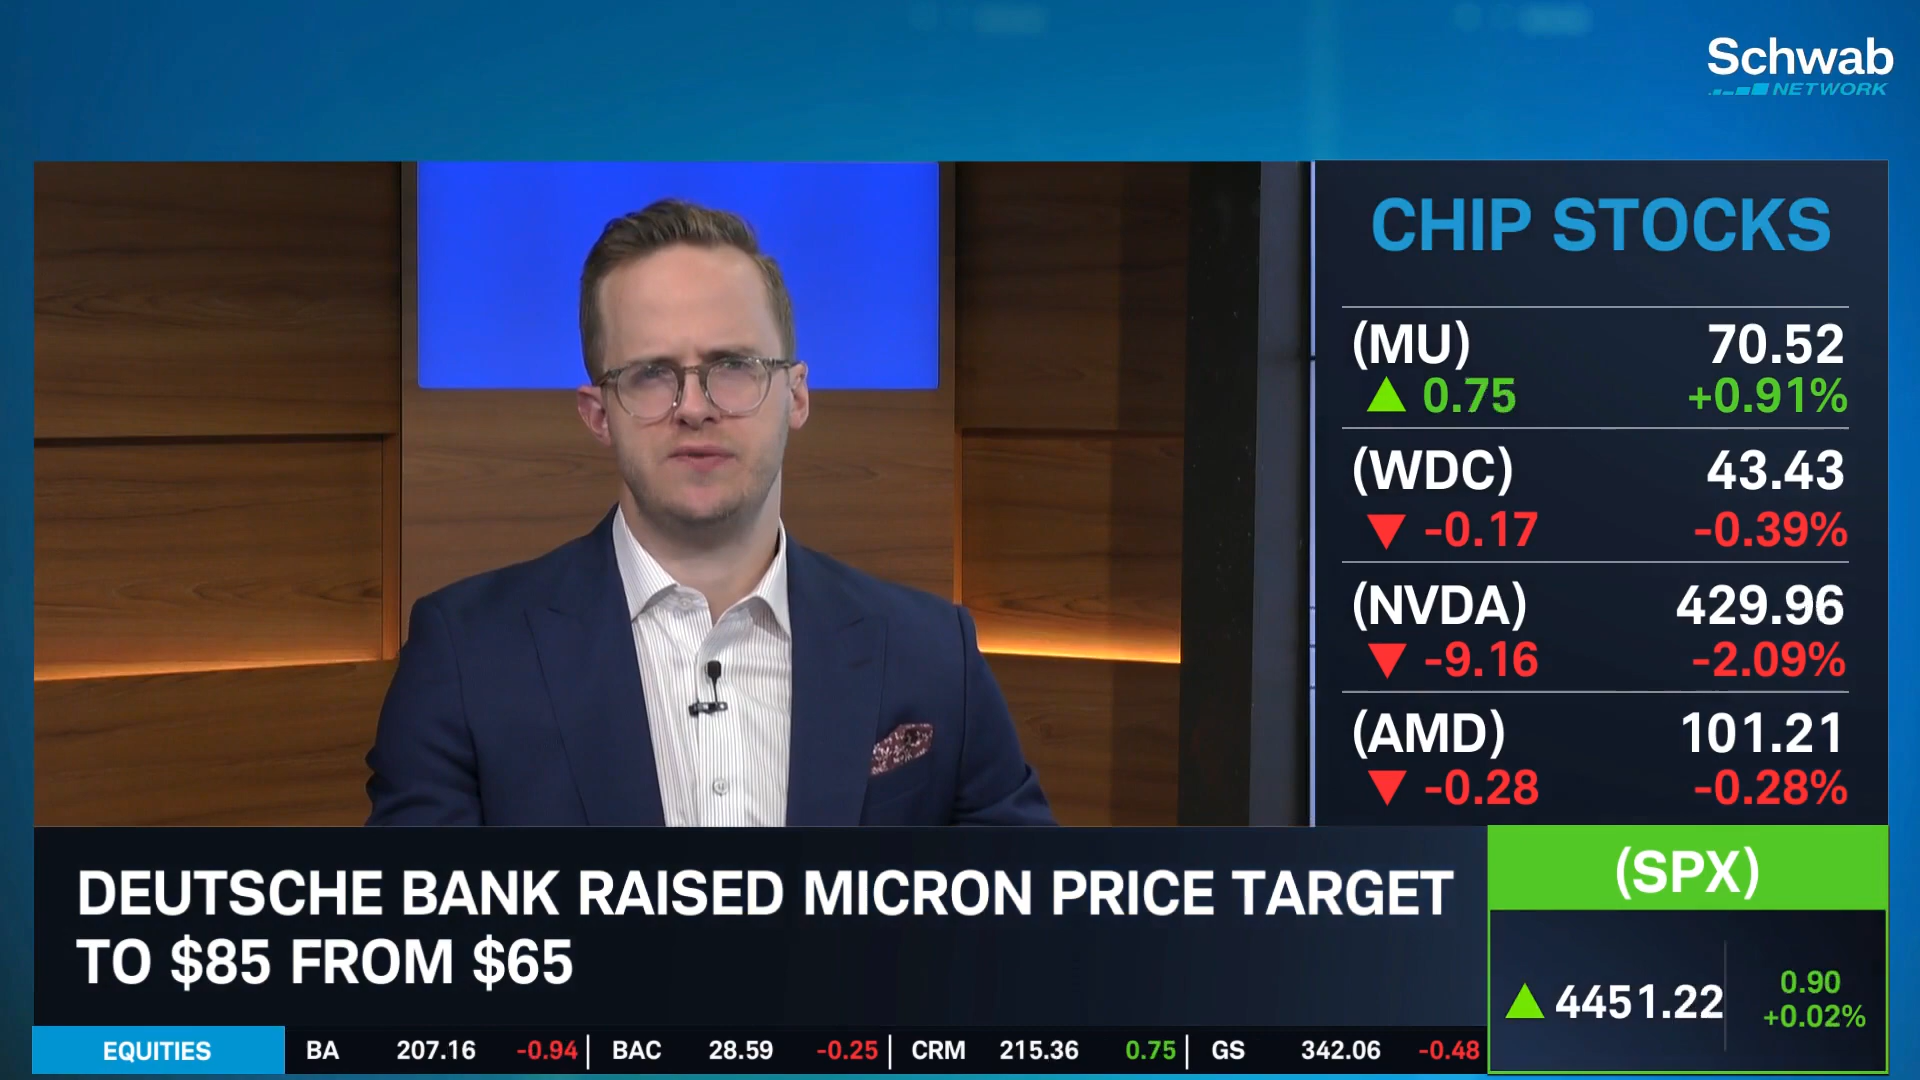 Schwab
NETWORK
CHIP STOCKS
(MU) 70.52
▲ 0.75 +0.91%
(WDC) 43.43
▼ -0.17 -0.39%
(NVDA) 429.96
▼ -9.16 -2.09%
(AMD) 101.21
▼ -0.28 -0.28%
DEUTSCHE BANK RAISED MICRON PRICE TARGET
TO $85 FROM $65
(SPX)
▲ 4451.22 0.90
+0.02%
EQUITIES BA 207.16 -0.94 | BAC 28.59 -0.25 | CRM 215.36 0.75 | GS 342.06 -0.48